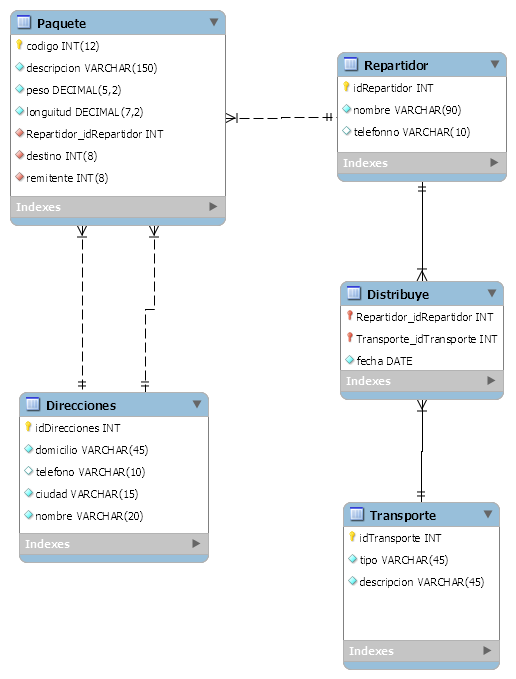 Paquete
codigo INT(12)
descripcion VARCHAR(150)
peso DECIMAL(5,2)
longuitud DECIMAL(7,2)
Repartidor_idRepartidor INT
destino INT(8)
remitente INT(8)
Indexes
Repartidor
idRepartidor INT
nombre VARCHAR(90)
telefonno VARCHAR(10)
Indexes
Distribuye
Repartidor_idRepartidor INT
Transporte_idTransporte INT
fecha DATE
Indexes
Direcciones
idDirecciones INT
domicilio VARCHAR(45)
telefono VARCHAR(10)
ciudad VARCHAR(15)
nombre VARCHAR(20)
Indexes
Transporte
idTransporte INT
tipo VARCHAR(45)
descripcion VARCHAR(45)
Indexes